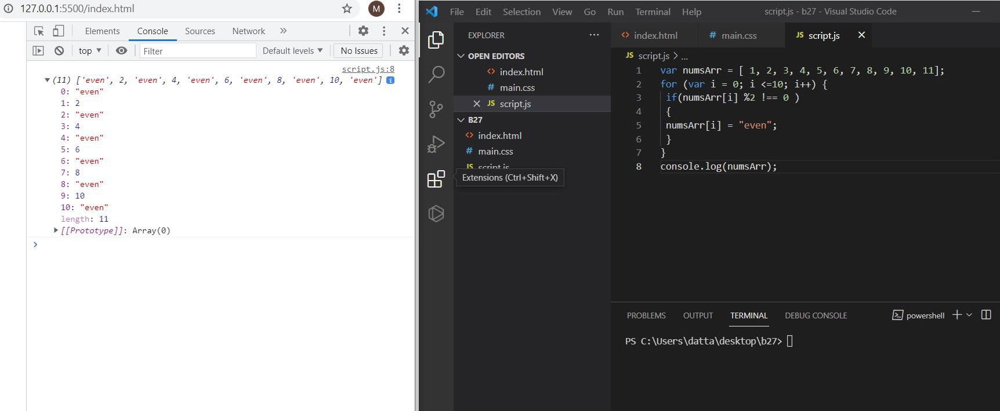 127.0.0.1:5500/index.html
M
Elements Console Sources Network
top Filter Default levels No Issues
script.js:8
(11) ['even', 2, 'even', 4, 'even', 6, 'even', 8, 'even', 10, 'even'] i
0: "even"
1: 2
2: "even"
3: 4
4: "even"
5: 6
6: "even"
7: 8
8: "even"
9: 10
10: "even"
length: 11
[[Prototype]]: Array(0)
File Edit Selection View Go Run Terminal Help script.js - b27 - Visual Studio Code
EXPLORER
OPEN EDITORS
<> index.html
# main.css
JS script.js
B27
<> index.html
# main.css
JS script.js
Extensions (Ctrl+Shift+X)
<> index.html # main.css JS script.js
JS script.js > ...
1 var numsArr = [ 1, 2, 3, 4, 5, 6, 7, 8, 9, 10, 11];
2 for (var i = 0; i <=10; i++) {
3 if(numsArr[i] %2 !== 0 )
4 {
5 numsArr[i] = "even";
6 }
7 }
8 console.log(numsArr);
PROBLEMS OUTPUT TERMINAL DEBUG CONSOLE powershell
PS C:\Users\datta\desktop\b27>